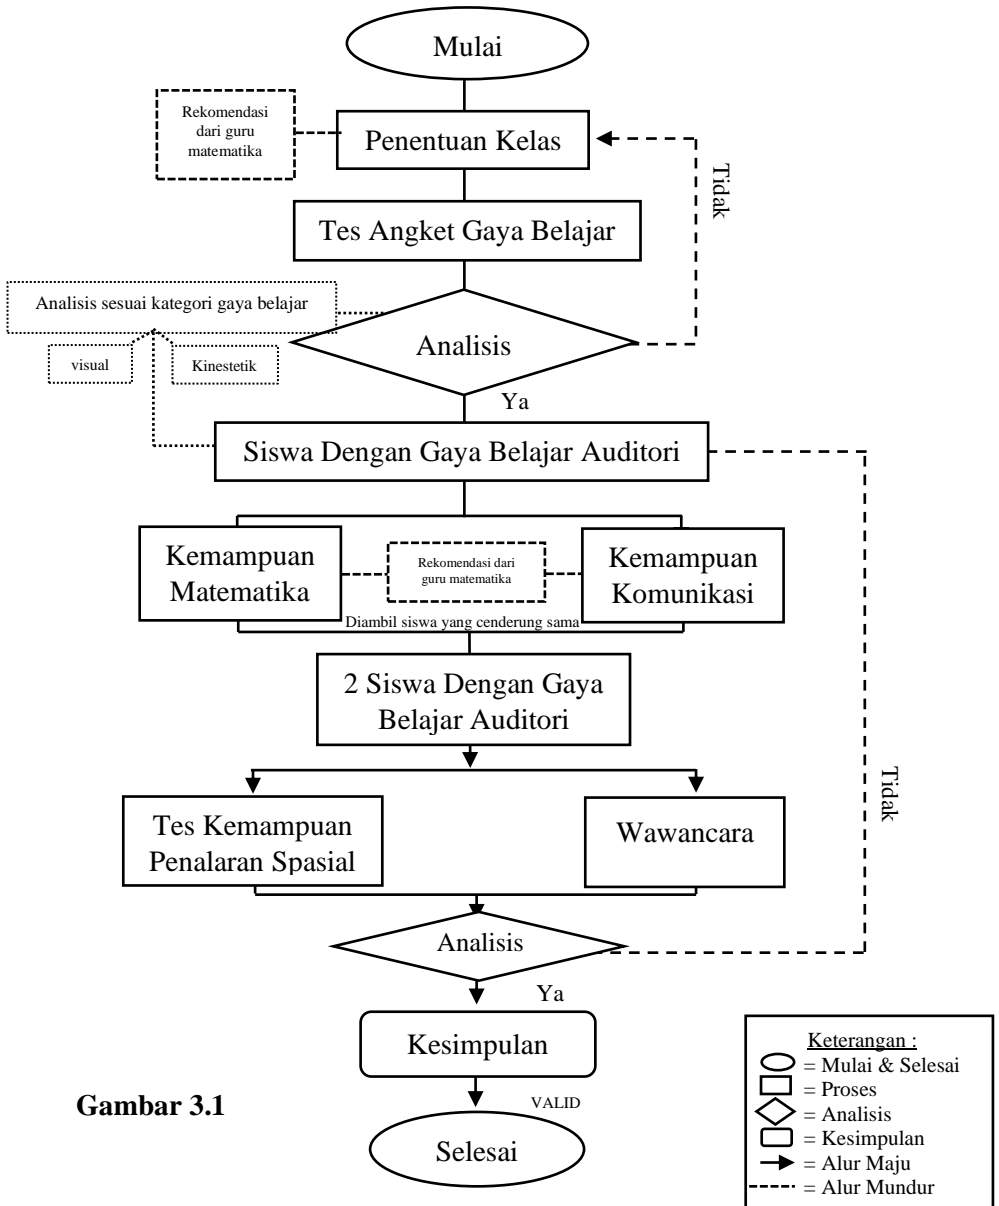 Mulai
Rekomendasi
dari guru
matematika
Penentuan Kelas
Tidak
Tes Angket Gaya Belajar
Analisis sesuai kategori gaya belajar
Analisis
visual
Kinestetik
Ya
Siswa Dengan Gaya Belajar Auditori
Kemampuan
Matematika
Rekomendasi dari
guru matematika
Kemampuan
Komunikasi
Diambil siswa yang cenderung sama
2 Siswa Dengan Gaya
Belajar Auditori
Tidak
Tes Kemampuan
Penalaran Spasial
Wawancara
Analisis
Ya
Kesimpulan
VALID
Selesai
Gambar 3.1
Keterangan :
= Mulai & Selesai
= Proses
= Analisis
= Kesimpulan
= Alur Maju
= Alur Mundur